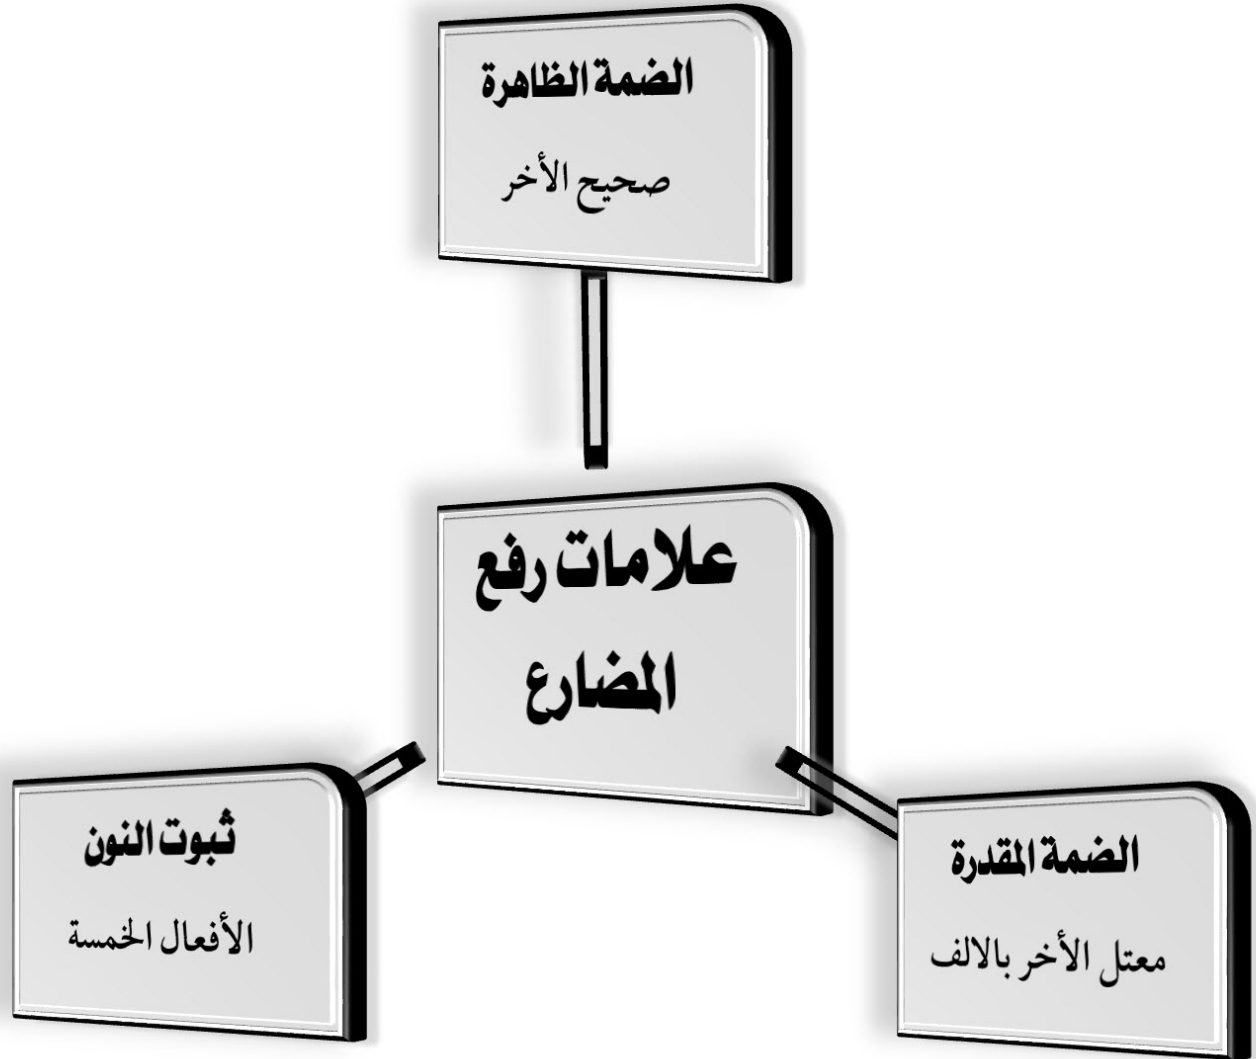 الضمة الظاهرة
صحيح الأخر
علامات رفع
المضارع
الضمة المقدرة
معتل الأخر بالالف
ثبوت النون
الأفعال الخمسة